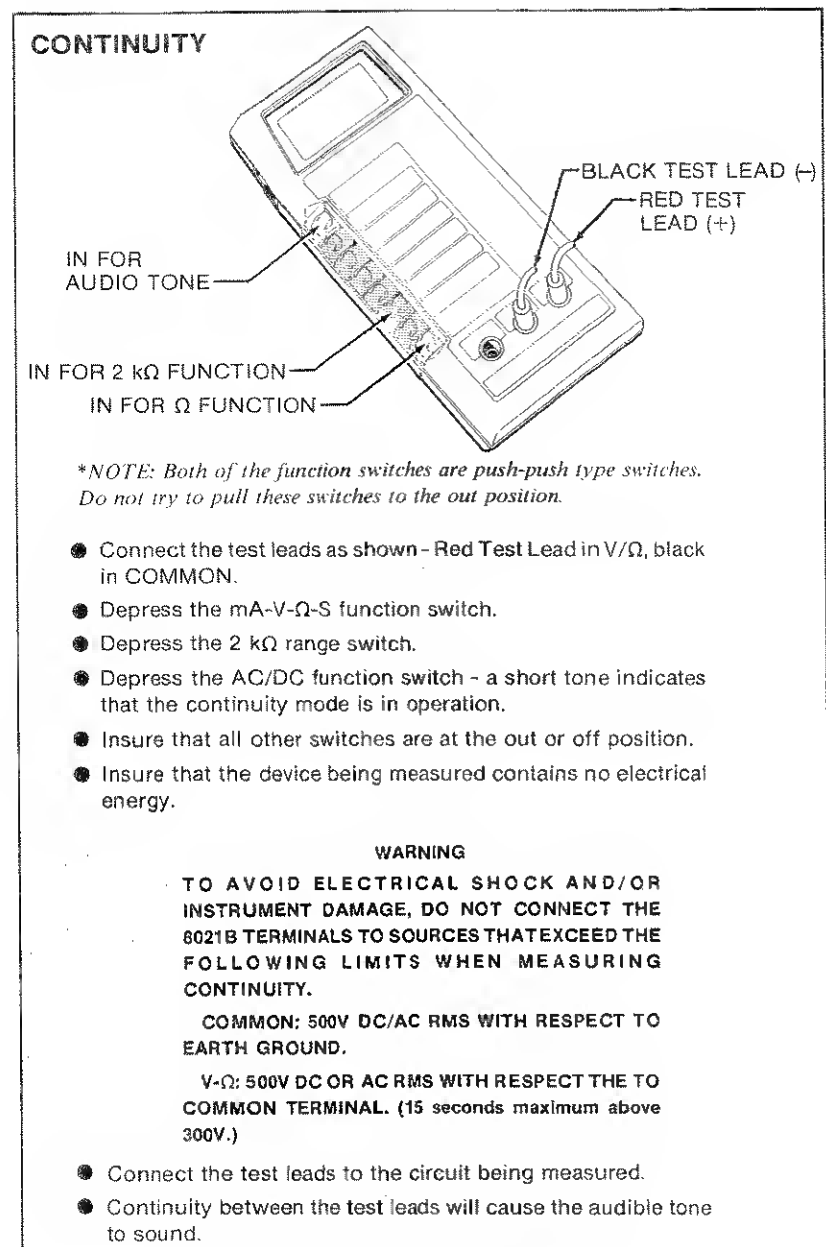 CONTINUITY
BLACK TEST LEAD (-)
RED TEST
LEAD (+)
IN FOR
AUDIO TONE
IN FOR 2 kΩ FUNCTION
IN FOR Ω FUNCTION
*NOTE: Both of the function switches are push-push type switches.
Do not try to pull these switches to the out position.
● Connect the test leads as shown - Red Test Lead in V/Ω, black
in COMMON.
● Depress the mA-V-Ω-S function switch.
● Depress the 2 kΩ range switch.
● Depress the AC/DC function switch - a short tone indicates
that the continuity mode is in operation.
● Insure that all other switches are at the out or off position.
● Insure that the device being measured contains no electrical
energy.
WARNING
TO AVOID ELECTRICAL SHOCK AND/OR
INSTRUMENT DAMAGE, DO NOT CONNECT THE
8021B TERMINALS TO SOURCES THAT EXCEED THE
FOLLOWING LIMITS WHEN MEASURING
CONTINUITY.
COMMON: 500V DC/AC RMS WITH RESPECT TO
EARTH GROUND.
V-Ω: 500V DC OR AC RMS WITH RESPECT THE TO
COMMON TERMINAL. (15 seconds maximum above
300V.)
● Connect the test leads to the circuit being measured.
● Continuity between the test leads will cause the audible tone
to sound.